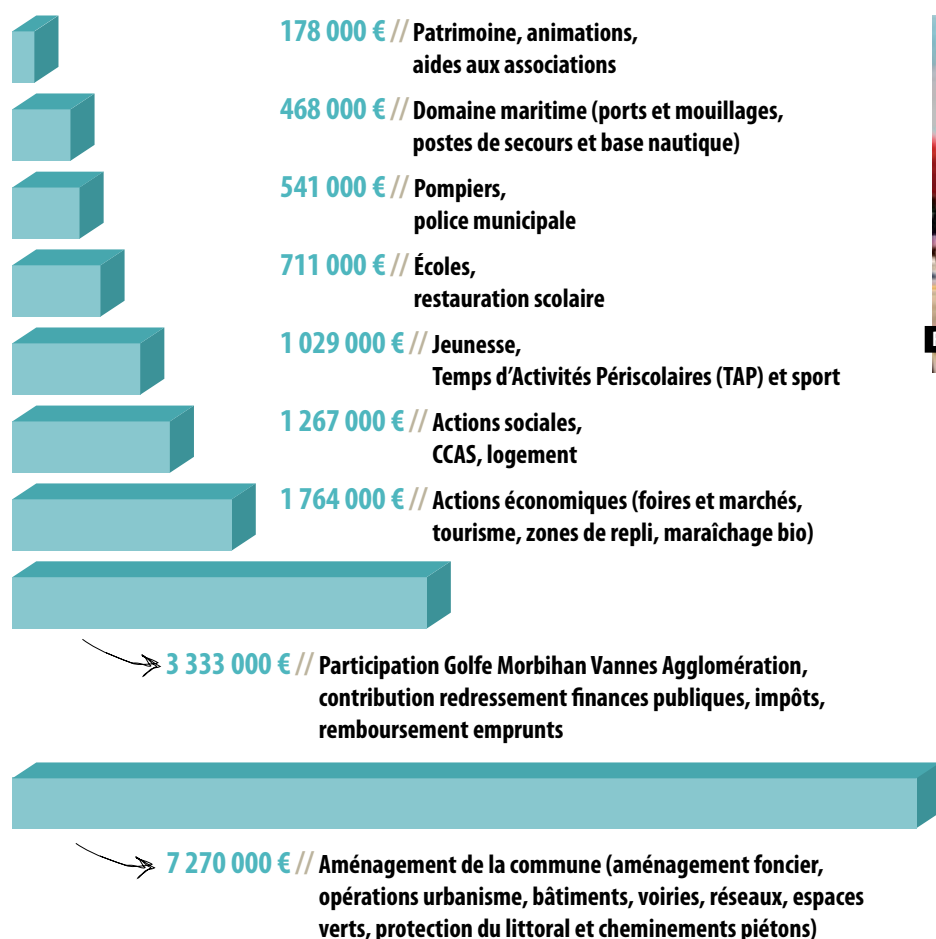 178 000 € // Patrimoine, animations,
aides aux associations
468 000 € // Domaine maritime (ports et mouillages,
postes de secours et base nautique)
541 000 € // Pompiers,
police municipale
711 000 € // Écoles,
restauration scolaire
1 029 000 € // Jeunesse,
Temps d'Activités Périscolaires (TAP) et sport
1 267 000 € // Actions sociales,
CCAS, logement
1 764 000 € // Actions économiques (foires et marchés,
tourisme, zones de repli, maraîchage bio)
3 333 000 € // Participation Golfe Morbihan Vannes Agglomération,
contribution redressement finances publiques, impôts,
remboursement emprunts
7 270 000 € // Aménagement de la commune (aménagement foncier,
opérations urbanisme, bâtiments, voiries, réseaux, espaces
verts, protection du littoral et cheminements piétons)